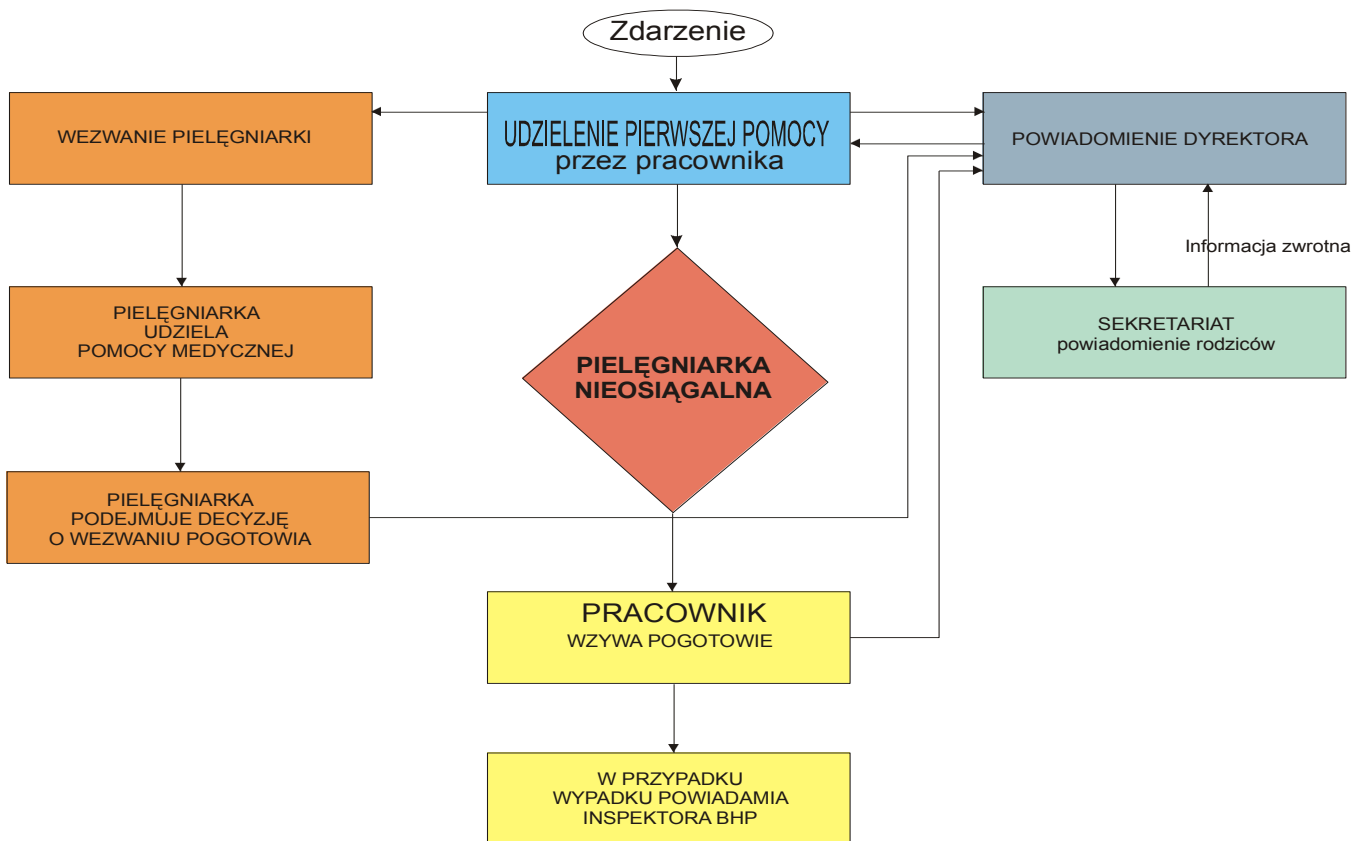 Zdarzenie
WEZWANIE PIELĘGNIARKI
UDZIELENIE PIERWSZEJ POMOCY
przez pracownika
POWIADOMIENIE DYREKTORA
Informacja zwrotna
PIELĘGNIARKA
UDZIELA
POMOCY MEDYCZNEJ
PIELĘGNIARKA
NIEOSIĄGALNA
SEKRETARIAT
powiadomienie rodziców
PIELĘGNIARKA
PODEJMUJE DECYZJĘ
O WEZWANIU POGOTOWIA
PRACOWNIK
WZYWA POGOTOWIE
W PRZYPADKU
WYPADKU POWIADAMIA
INSPEKTORA BHP